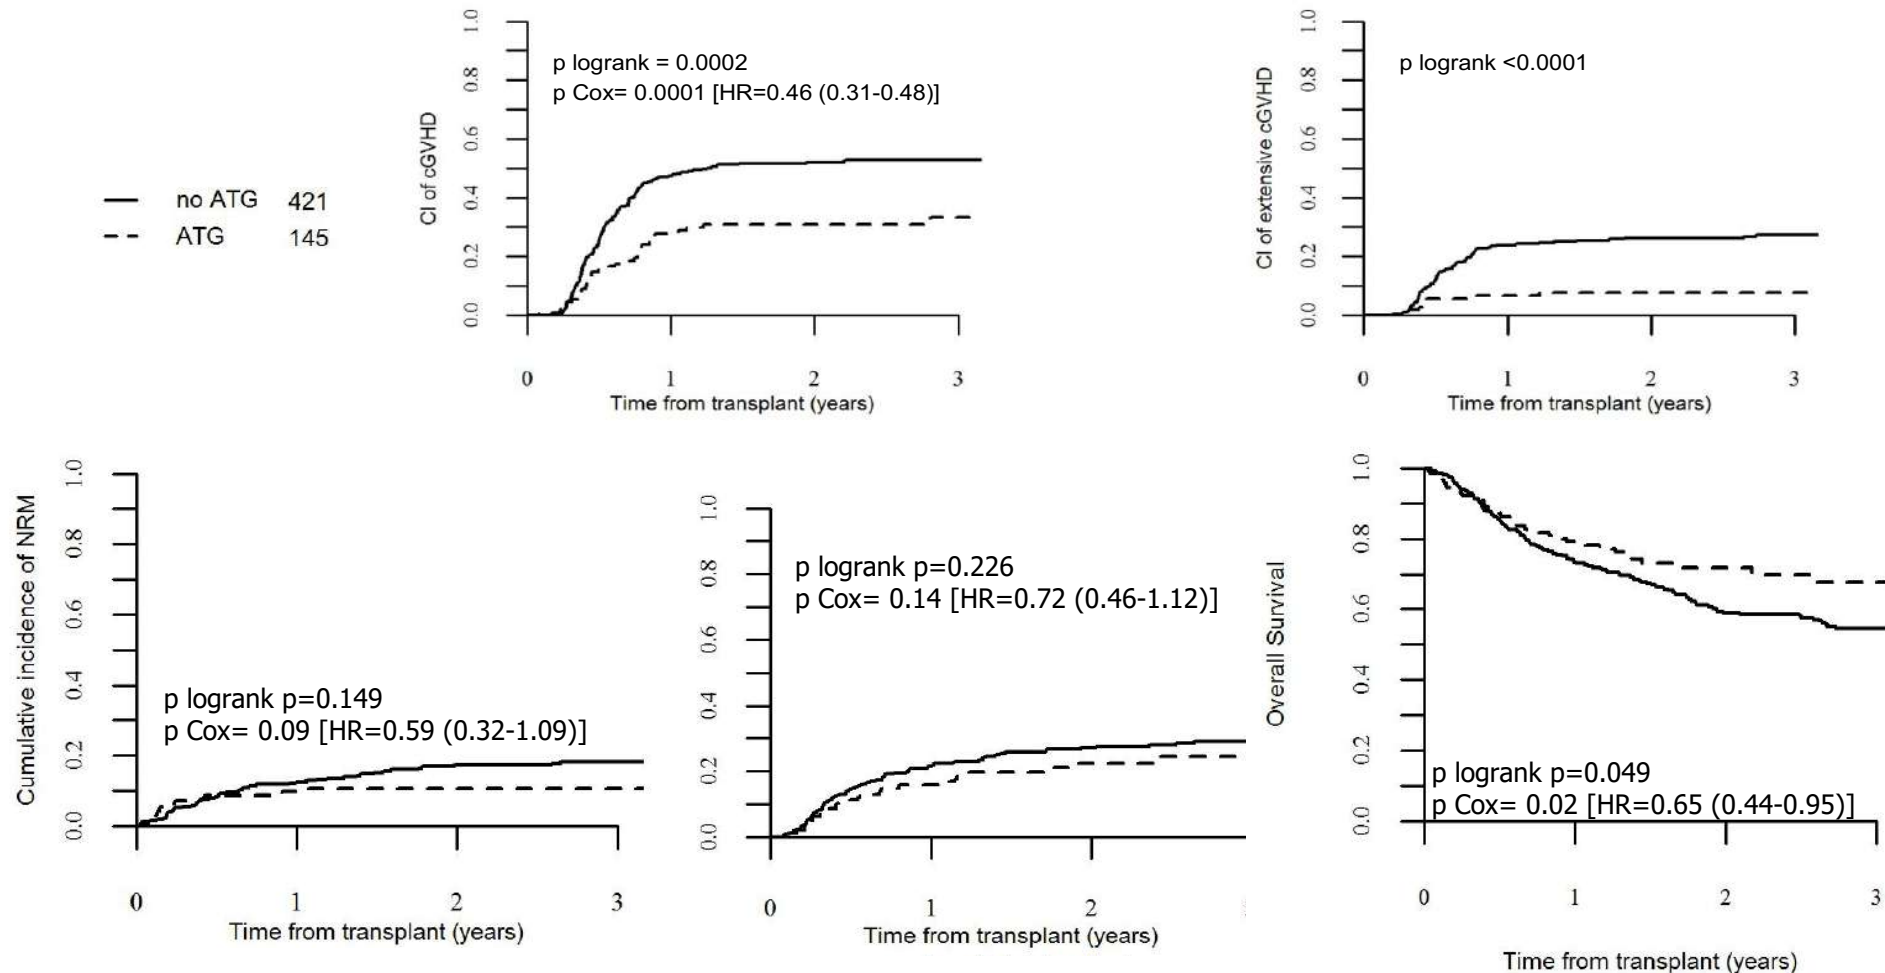 no ATG 421
ATG 145
CI of cGVHD
1.0
0.8
0.6
0.4
0.2
0.0
p logrank = 0.0002
p Cox= 0.0001 [HR=0.46 (0.31-0.48)]
0 1 2 3
Time from transplant (years)
CI of extensive cGVHD
1.0
0.8
0.6
0.4
0.2
0.0
p logrank <0.0001
0 1 2 3
Time from transplant (years)
Cumulative incidence of NRM
1.0
0.8
0.6
0.4
0.2
0.0
p logrank p=0.149
p Cox= 0.09 [HR=0.59 (0.32-1.09)]
0 1 2 3
Time from transplant (years)
1.0
0.8
0.6
0.4
0.2
0.0
p logrank p=0.226
p Cox= 0.14 [HR=0.72 (0.46-1.12)]
0 1 2
Time from transplant (years)
Overall Survival
1.0
0.8
0.6
0.4
0.2
0.0
p logrank p=0.049
p Cox= 0.02 [HR=0.65 (0.44-0.95)]
0 1 2 3
Time from transplant (years)